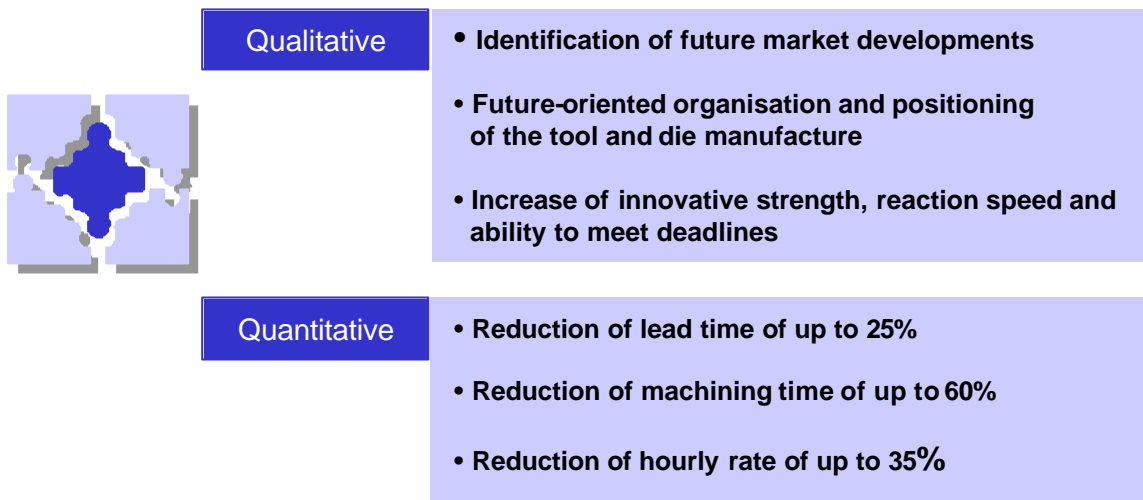 Qualitative
• Identification of future market developments
• Future-oriented organisation and positioning
of the tool and die manufacture
• Increase of innovative strength, reaction speed and
ability to meet deadlines
Quantitative
• Reduction of lead time of up to 25%
• Reduction of machining time of up to 60%
• Reduction of hourly rate of up to 35%